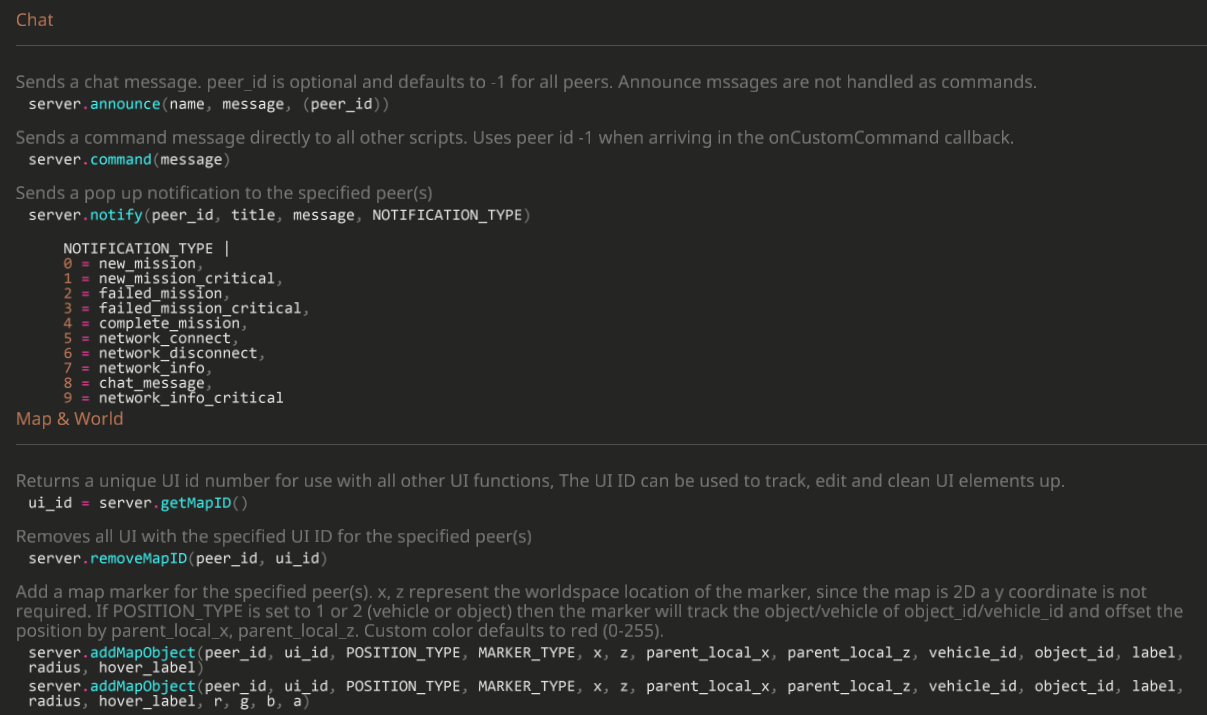 Chat
Sends a chat message. peer_id is optional and defaults to -1 for all peers. Announce mssages are not handled as commands.
server.announce(name, message, (peer_id))
Sends a command message directly to all other scripts. Uses peer id -1 when arriving in the onCustomCommand callback.
server.command(message)
Sends a pop up notification to the specified peer(s)
server.notify(peer_id, title, message, NOTIFICATION_TYPE)
NOTIFICATION_TYPE |
0 = new_mission,
1 = new_mission_critical,
2 = failed_mission,
3 = failed_mission_critical,
4 = complete_mission,
5 = network_connect,
6 = network_disconnect,
7 = network_info,
8 = chat_message,
9 = network_info_critical
Map & World
Returns a unique UI id number for use with all other UI functions, The UI ID can be used to track, edit and clean UI elements up.
ui_id = server.getMapID()
Removes all UI with the specified UI ID for the specified peer(s)
server.removeMapID(peer_id, ui_id)
Add a map marker for the specified peer(s). x, z represent the worldspace location of the marker, since the map is 2D a y coordinate is not
required. If POSITION_TYPE is set to 1 or 2 (vehicle or object) then the marker will track the object/vehicle of object_id/vehicle_id and offset the
position by parent_local_x, parent_local_z. Custom color defaults to red (0-255).
server.addMapObject(peer_id, ui_id, POSITION_TYPE, MARKER_TYPE, x, z, parent_local_x, parent_local_z, vehicle_id, object_id, label,
radius, hover_label)
server.addMapObject(peer_id, ui_id, POSITION_TYPE, MARKER_TYPE, x, z, parent_local_x, parent_local_z, vehicle_id, object_id, label,
radius, hover_label, r, g, b, a)